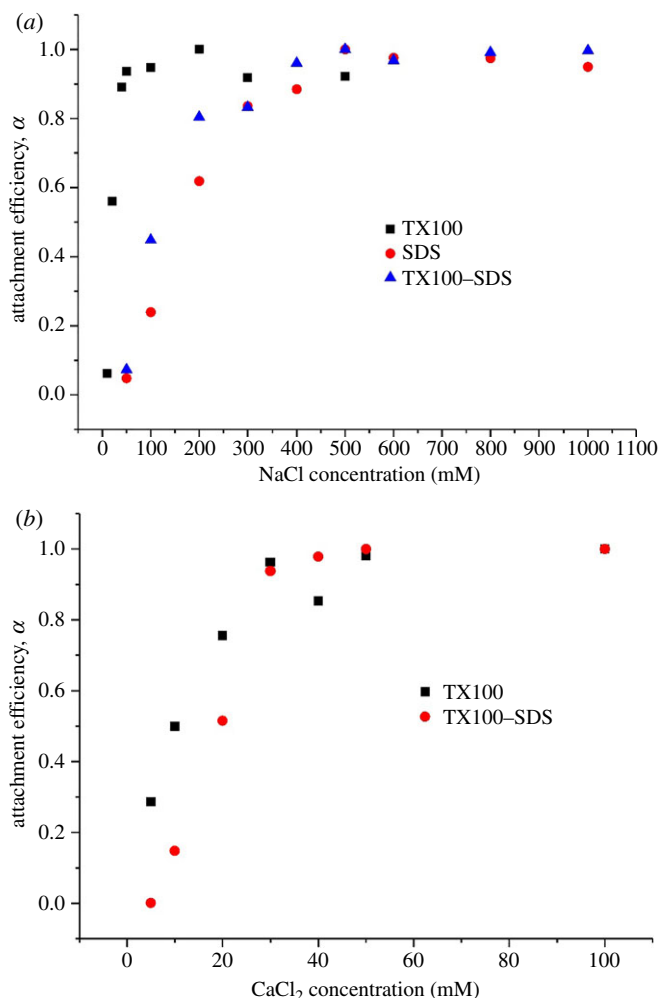 (a)
1.0
0.8
0.6
0.4
0.2
0.0
attachment efficiency, α
TX100
SDS
TX100–SDS
0 100 200 300 400 500 600 700 800 900 1000 1100
NaCl concentration (mM)
(b)
1.0
0.8
0.6
0.4
0.2
0.0
attachment efficiency, α
TX100
TX100–SDS
0 20 40 60 80 100
CaCl₂ concentration (mM)